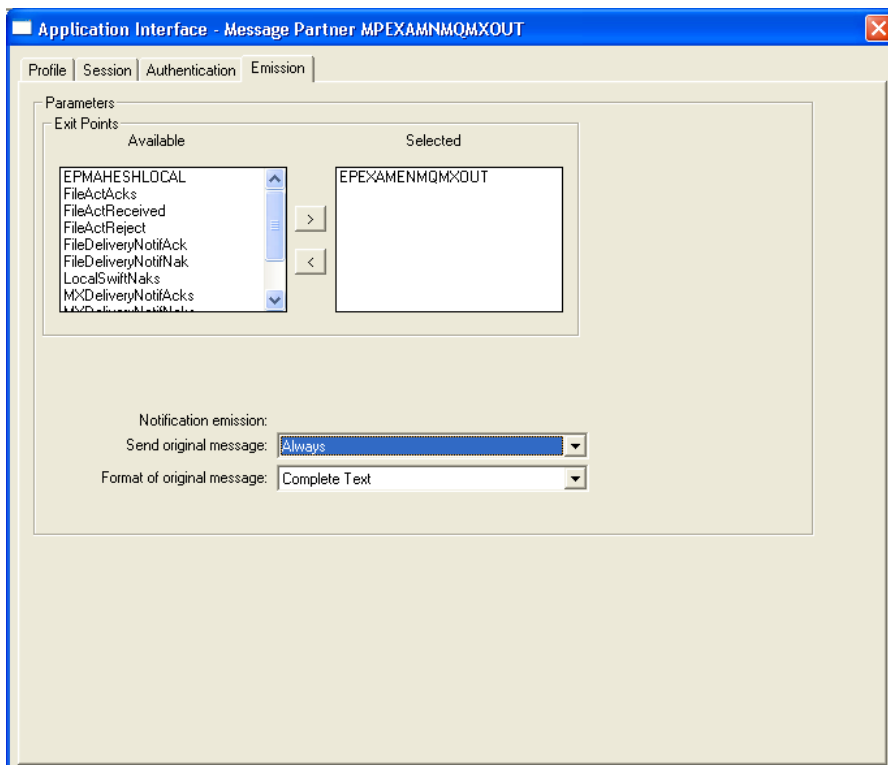 Application Interface - Message Partner MPEXAMNMQMXOUT
Profile Session Authentication Emission
Parameters
Exit Points
Available Selected
EPMAHESHLOCAL
FileActAcks
FileActReceived
FileActReject
FileDeliveryNotifAck
FileDeliveryNotifNak
LocalSwiftNaks
MXDeliveryNotifAcks
MXDeliveryNotifNaks
>
<
EPEXAMENMQMXOUT
Notification emission:
Send original message: Always
Format of original message: Complete Text